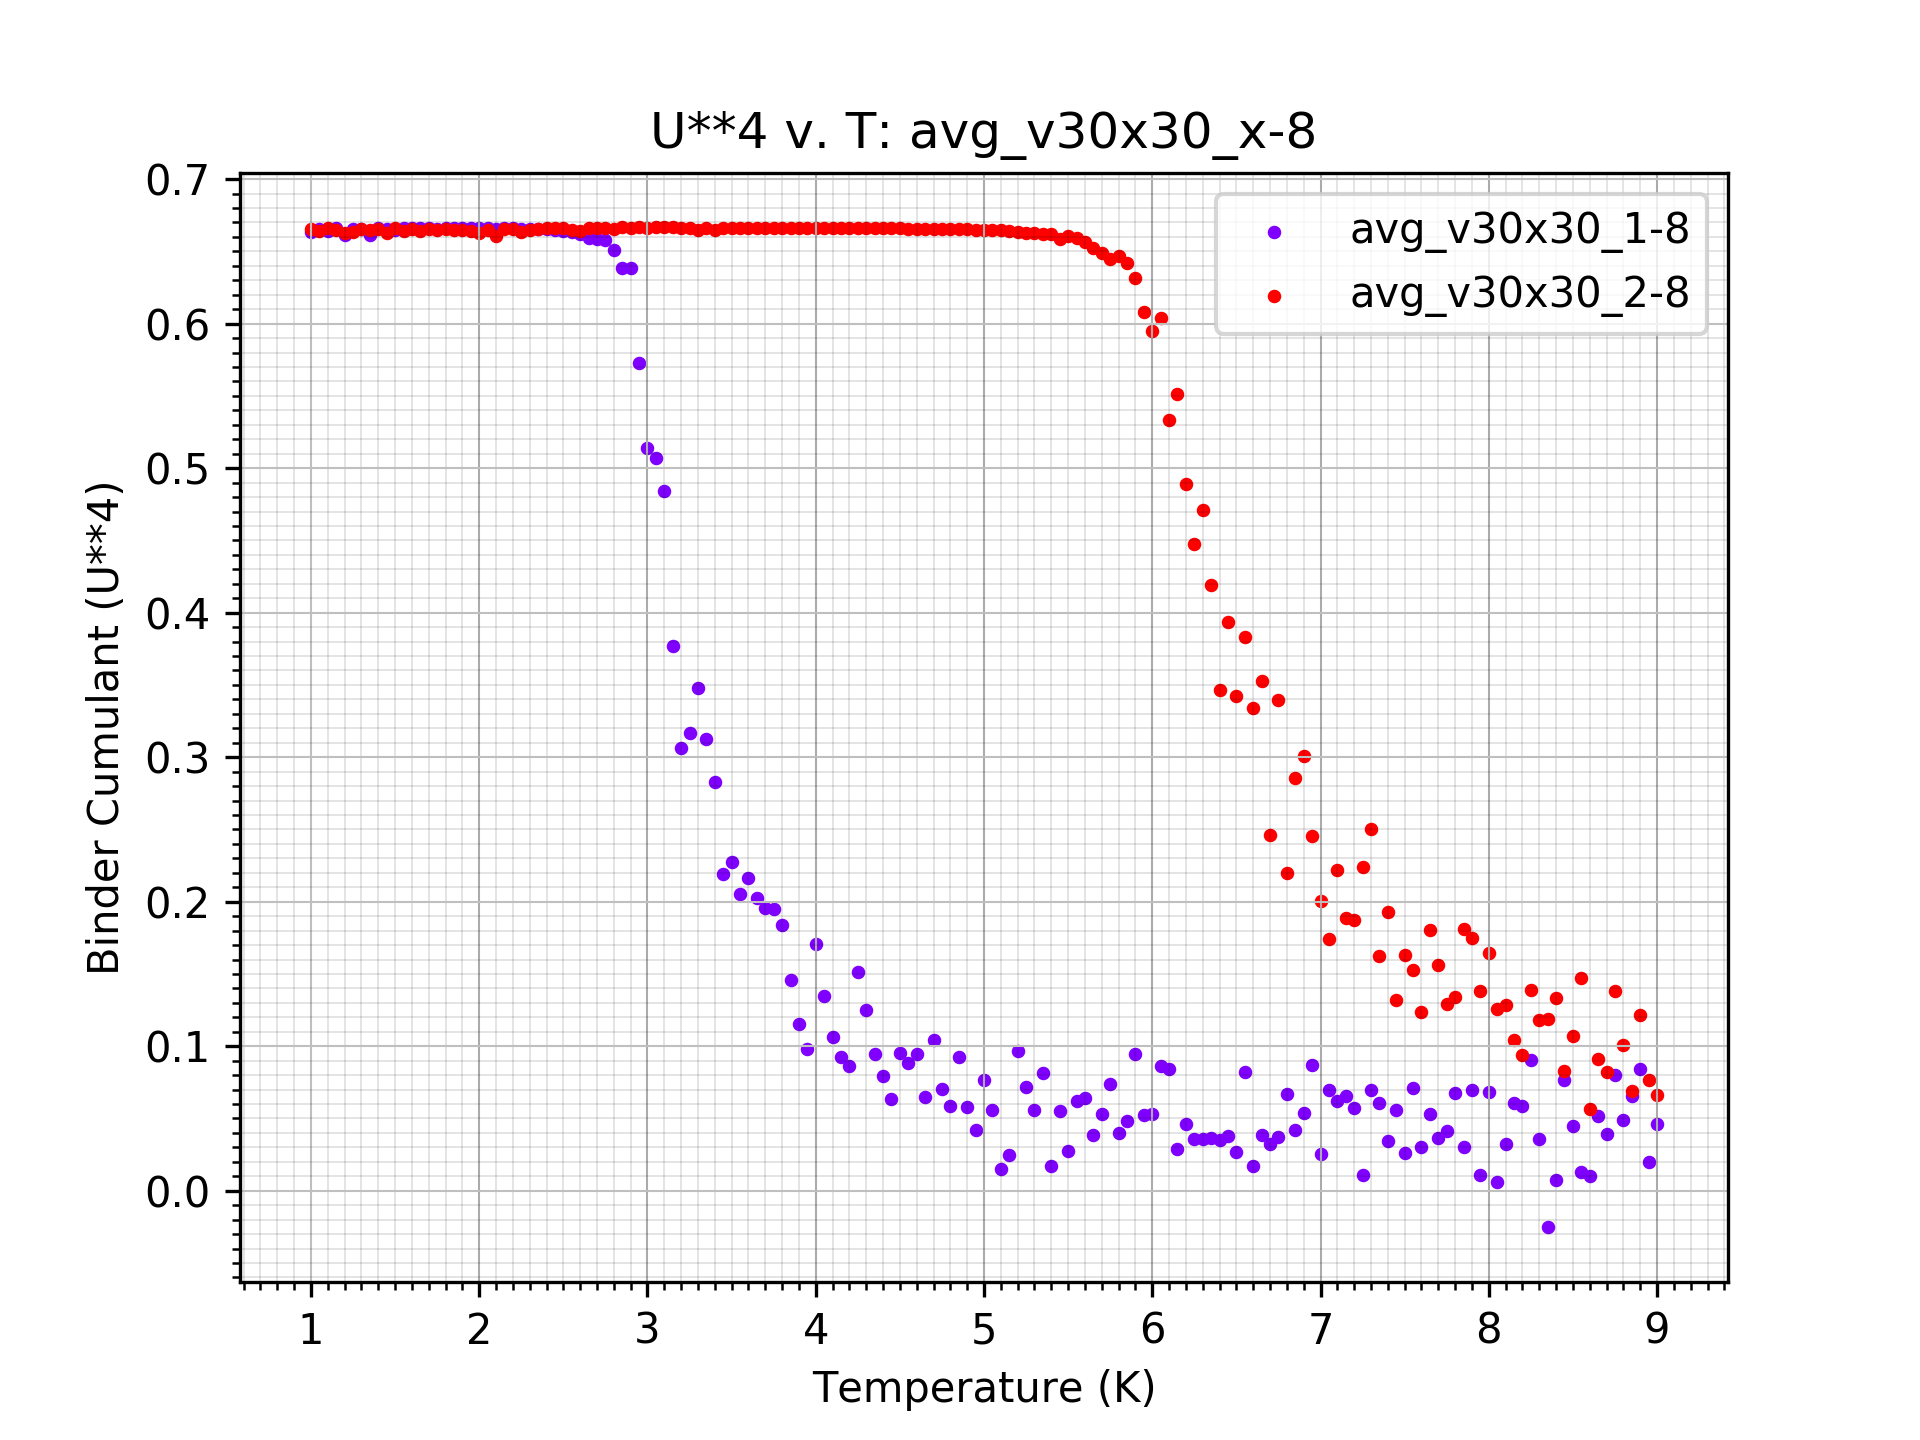 U**4 v. T: avg_v30x30_x-8
avg_v30x30_1-8
avg_v30x30_2-8
Binder Cumulant (U**4)
0.7
0.6
0.5
0.4
0.3
0.2
0.1
0.0
1 2 3 4 5 6 7 8 9
Temperature (K)